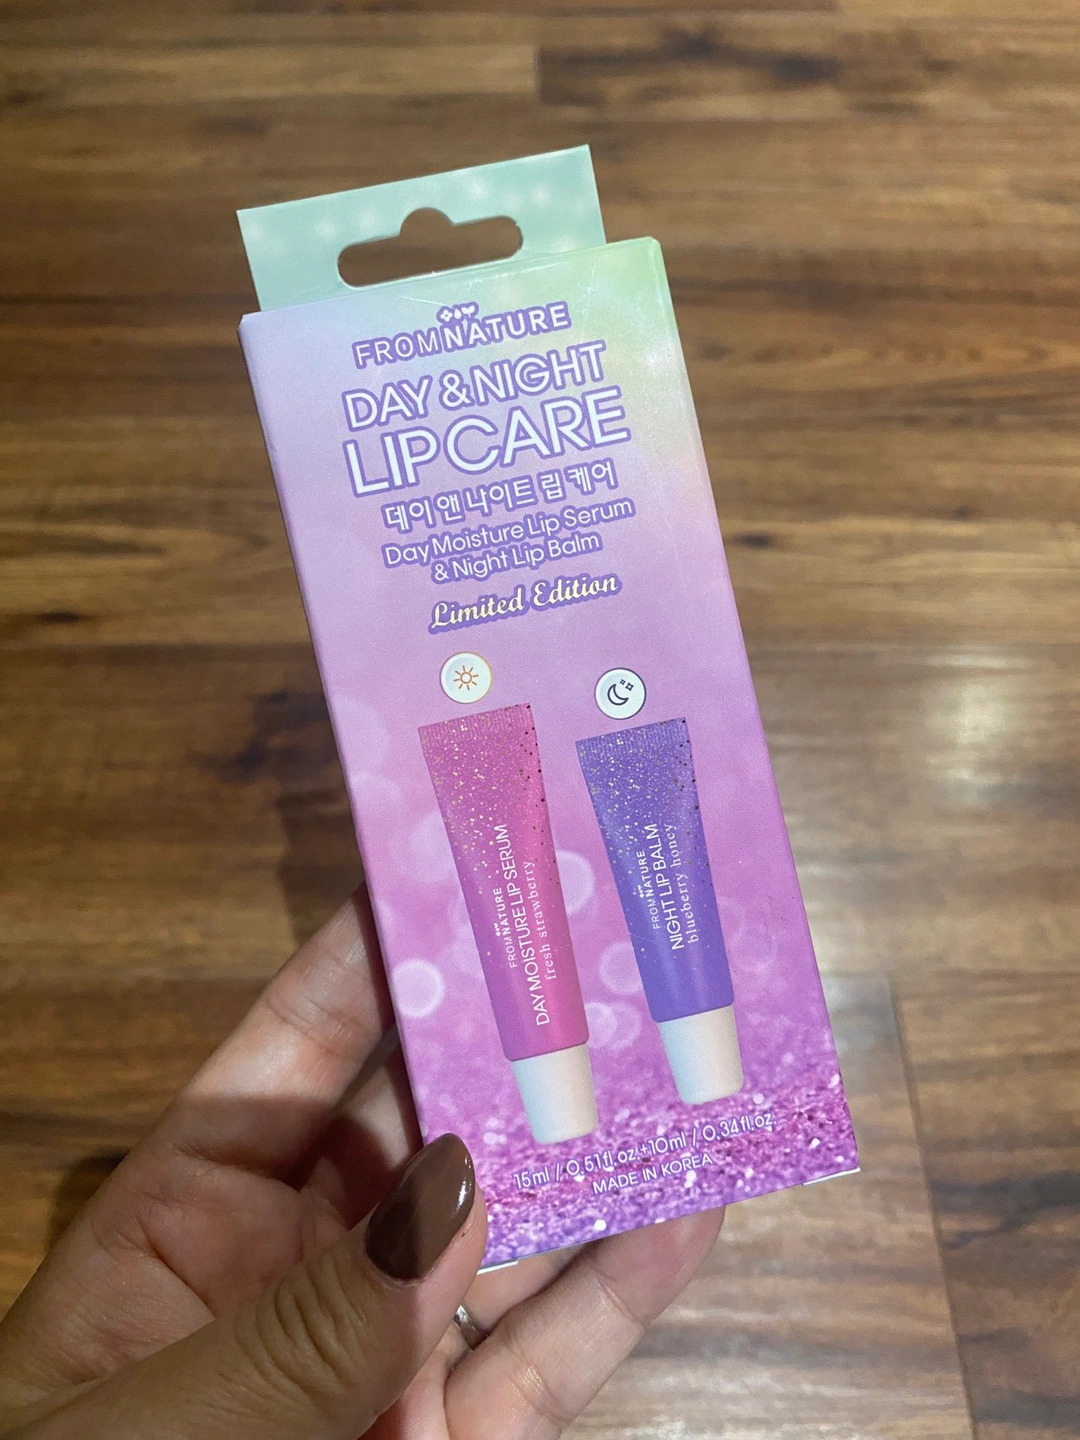 FROMNATURE
DAY & NIGHT
LIP CARE
데이 앤 나이트 립 케어
Day Moisture Lip Serum
& Night Lip Balm
Limited Edition
FROMNATURE
DAY MOISTURE LIP SERUM
fresh strawberry
FROMNATURE
NIGHT LIP BALM
blueberry honey
15ml / 0.51fl.oz.+10ml / 0.34fl.oz.
MADE IN KOREA